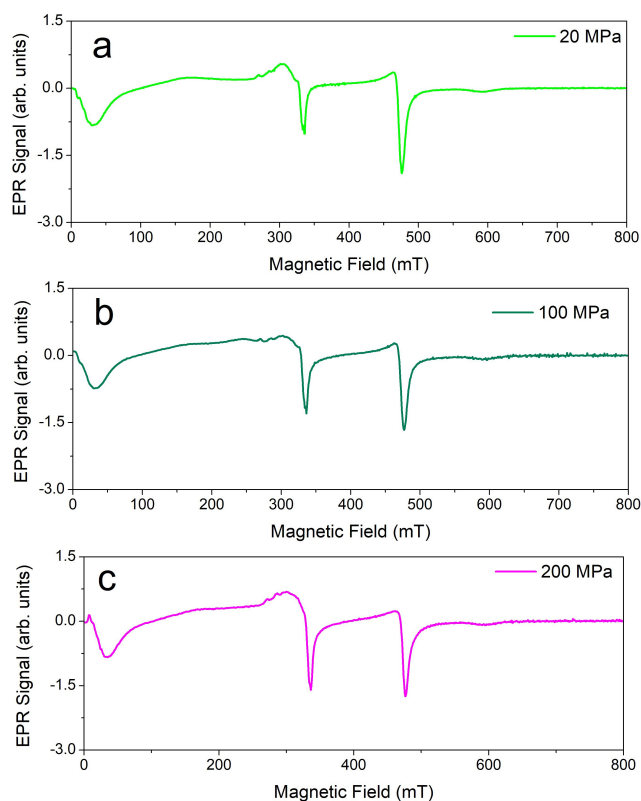 a
20 MPa
EPR Signal (arb. units)
1.5
0.0
-1.5
-3.0
0 100 200 300 400 500 600 700 800
Magnetic Field (mT)
b
100 MPa
EPR Signal (arb. units)
1.5
0.0
-1.5
-3.0
0 100 200 300 400 500 600 700 800
Magnetic Field (mT)
c
200 MPa
EPR Signal (arb. units)
1.5
0.0
-1.5
-3.0
0 200 400 600 800
Magnetic Field (mT)